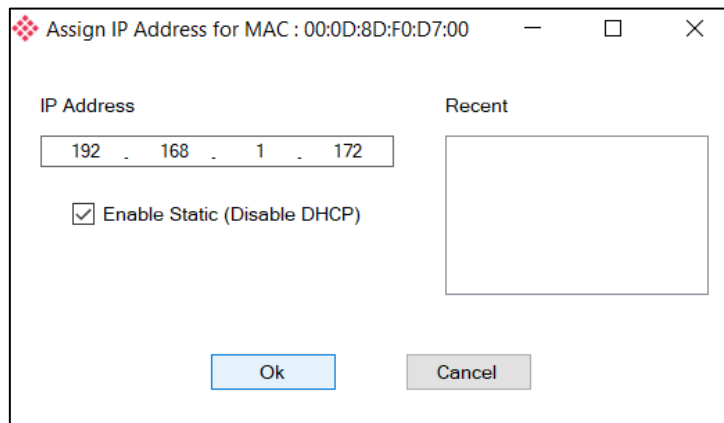 Assign IP Address for MAC : 00:0D:8D:F0:D7:00
IP Address
Recent
192 . 168 . 1 . 172
Enable Static (Disable DHCP)
Ok
Cancel